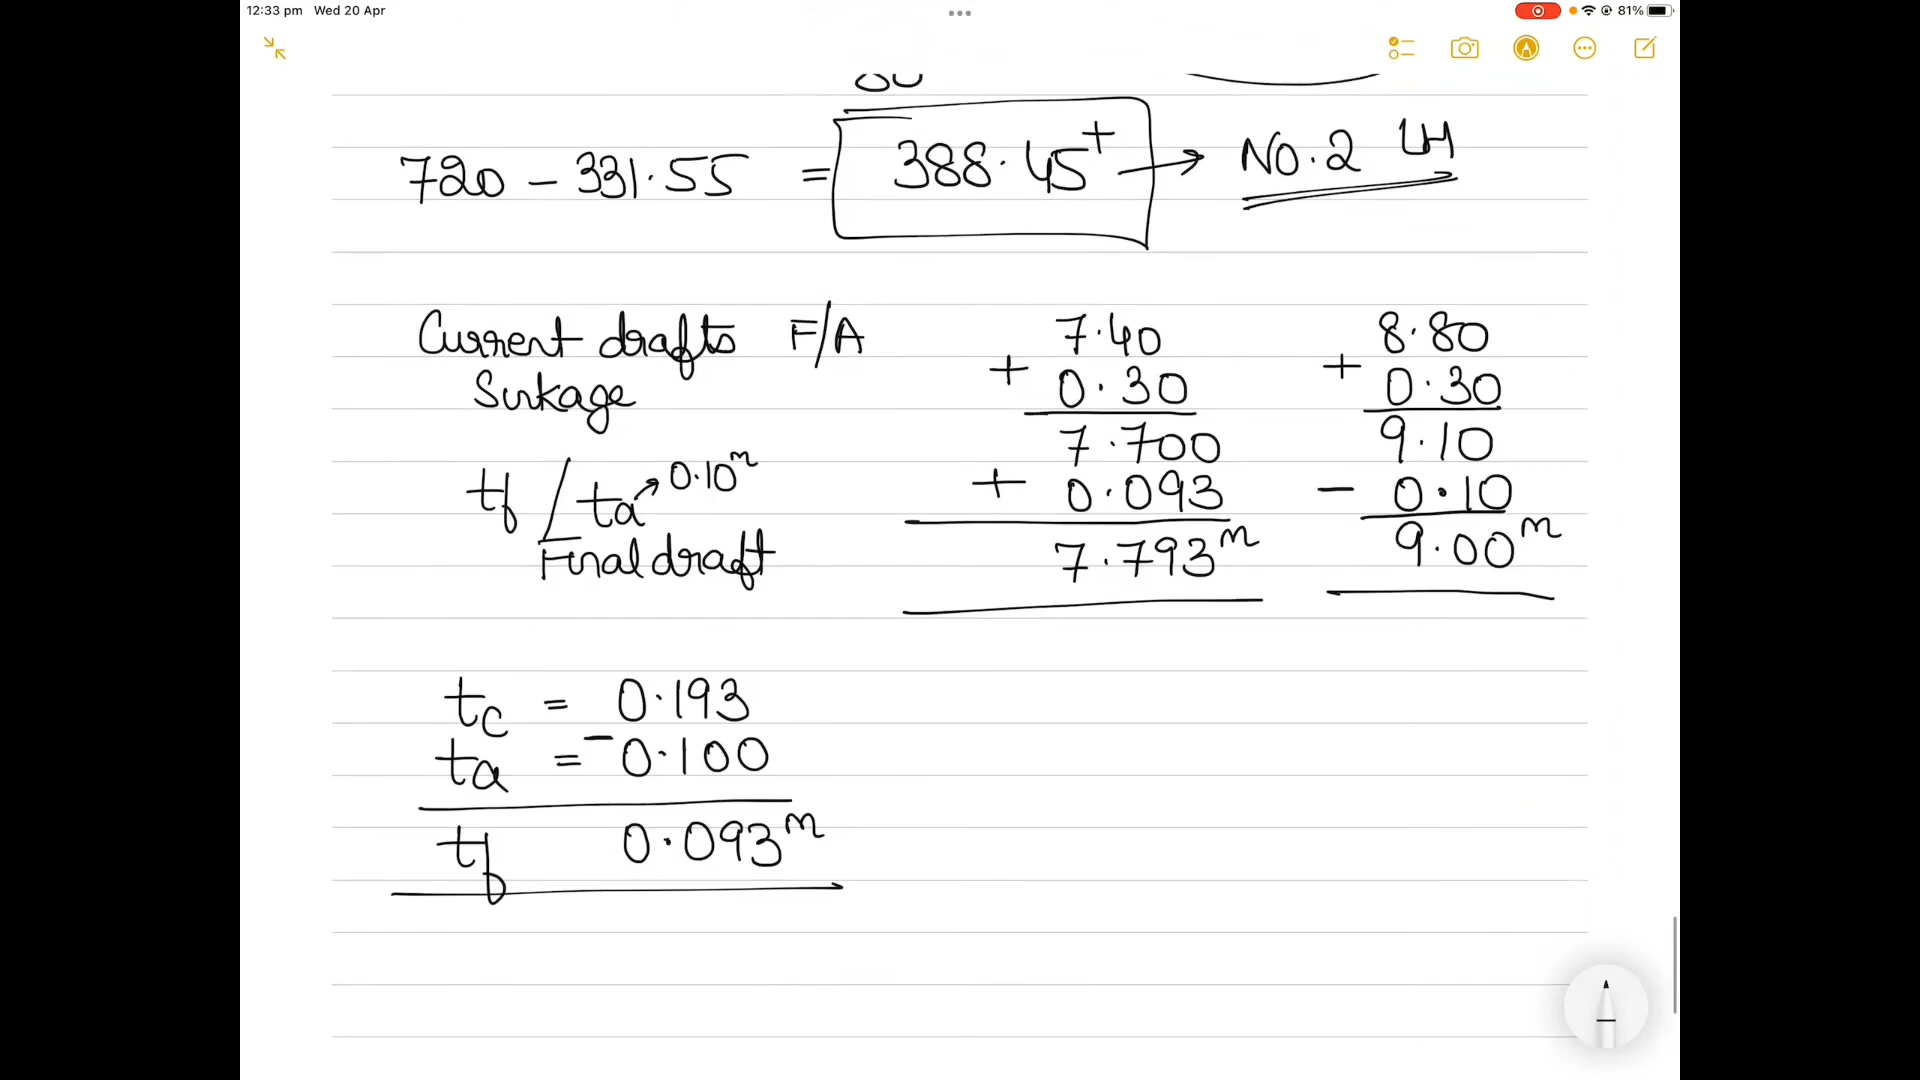 12:33 pm Wed 20 Apr
81%
720 - 331.55 = 388.45+ → NO.2 LH
Current drafts F/A 7.40 8.80
Sinkage + 0.30 + 0.30
7.700 9.10
tf / ta → 0.10m + 0.093 - 0.10
Final draft 7.793m 9.00m
tc = 0.193
ta = -0.100
tf 0.093m